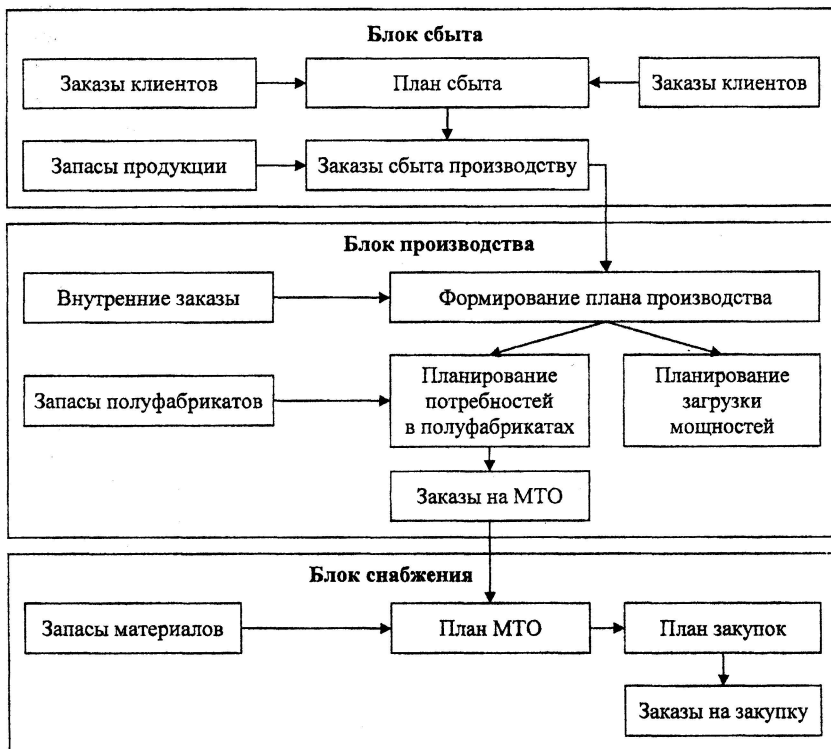 Блок сбыта
Заказы клиентов
План сбыта
Заказы клиентов
Запасы продукции
Заказы сбыта производству
Блок производства
Внутренние заказы
Формирование плана производства
Запасы полуфабрикатов
Планирование
потребностей
в полуфабрикатах
Планирование
загрузки
мощностей
Заказы на МТО
Блок снабжения
Запасы материалов
План МТО
План закупок
Заказы на закупку